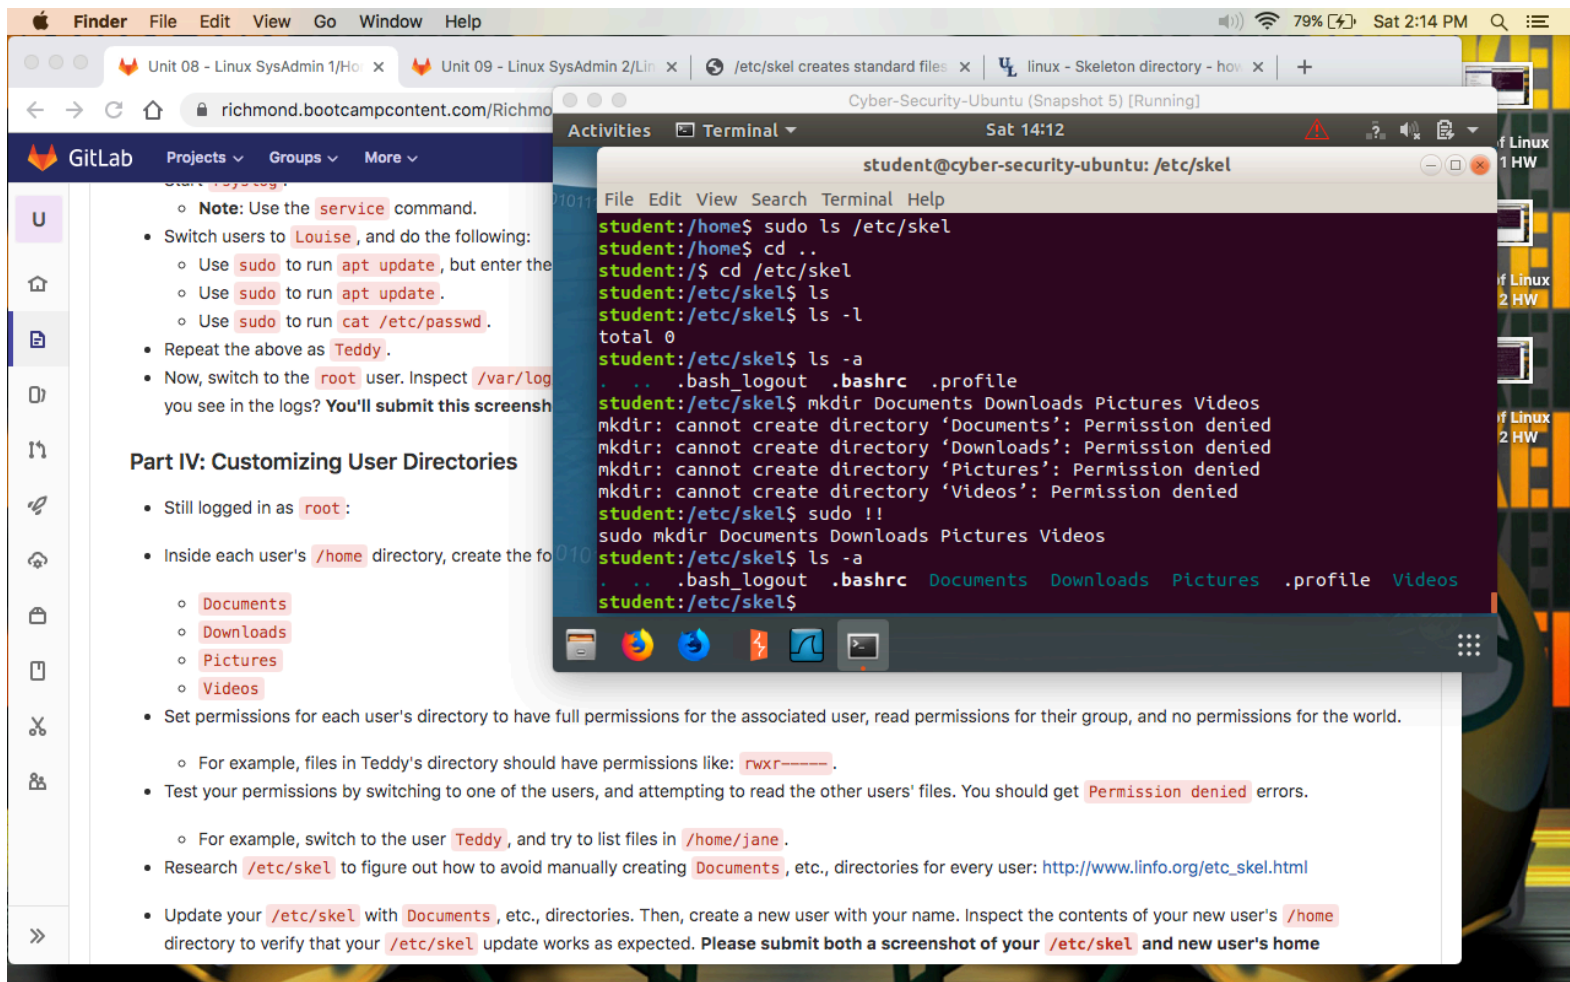 Finder File Edit View Go Window Help 79% Sat 2:14 PM
Unit 08 - Linux SysAdmin 1/Ho
Unit 09 - Linux SysAdmin 2/Lin
/etc/skel creates standard files
linux - Skeleton directory - how
richmond.bootcampcontent.com/Richmo
GitLab Projects Groups More
U
Start rsyslog.
Note: Use the service command.
Switch users to Louise, and do the following:
Use sudo to run apt update, but enter the
Use sudo to run apt update.
Use sudo to run cat /etc/passwd.
Repeat the above as Teddy.
Now, switch to the root user. Inspect /var/log
you see in the logs? You'll submit this screensh
Part IV: Customizing User Directories
Still logged in as root:
Inside each user's /home directory, create the fo
Documents
Downloads
Pictures
Videos
Set permissions for each user's directory to have full permissions for the associated user, read permissions for their group, and no permissions for the world.
For example, files in Teddy's directory should have permissions like: rwxr-----.
Test your permissions by switching to one of the users, and attempting to read the other users' files. You should get Permission denied errors.
For example, switch to the user Teddy, and try to list files in /home/jane.
Research /etc/skel to figure out how to avoid manually creating Documents, etc., directories for every user: http://www.linfo.org/etc_skel.html
Update your /etc/skel with Documents, etc., directories. Then, create a new user with your name. Inspect the contents of your new user's /home
directory to verify that your /etc/skel update works as expected. Please submit both a screenshot of your /etc/skel and new user's home
Cyber-Security-Ubuntu (Snapshot 5) [Running]
Activities Terminal Sat 14:12
student@cyber-security-ubuntu: /etc/skel
File Edit View Search Terminal Help
student:/home$ sudo ls /etc/skel
student:/home$ cd ..
student:/$ cd /etc/skel
student:/etc/skel$ ls
student:/etc/skel$ ls -l
total 0
student:/etc/skel$ ls -a
. .. .bash_logout .bashrc .profile
student:/etc/skel$ mkdir Documents Downloads Pictures Videos
mkdir: cannot create directory ‘Documents’: Permission denied
mkdir: cannot create directory ‘Downloads’: Permission denied
mkdir: cannot create directory ‘Pictures’: Permission denied
mkdir: cannot create directory ‘Videos’: Permission denied
student:/etc/skel$ sudo !!
sudo mkdir Documents Downloads Pictures Videos
student:/etc/skel$ ls -a
. .. .bash_logout .bashrc Documents Downloads Pictures .profile Videos
student:/etc/skel$
f Linux
1 HW
f Linux
2 HW
f Linux
2 HW